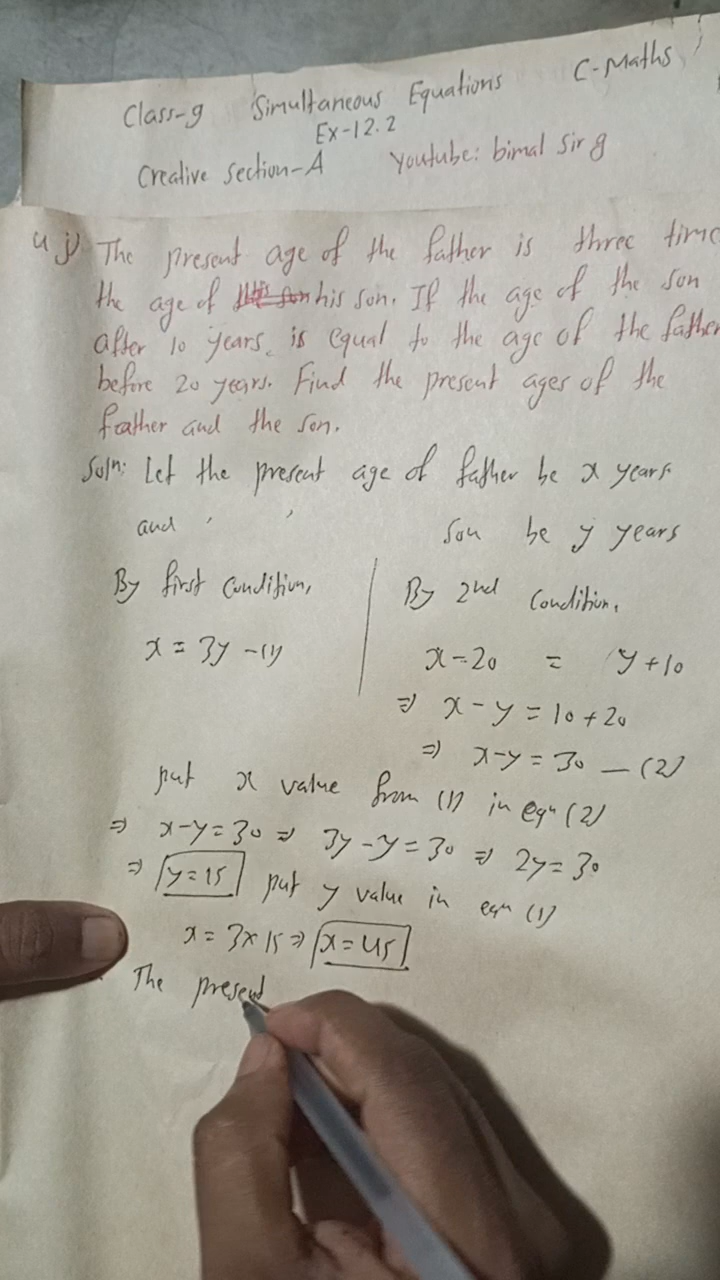 Class-9 Simultaneous Equations C-Maths
Ex-12.2
Creative Section-A Youtube: bimal Sir g
4 j) The present age of the father is three time
the age of his son. If the age of the son
after 10 years, is equal to the age of the father
before 20 years. Find the present ages of the
father and the son.
Soln: Let the present age of father be x years
and ' ' son be y years
By first Condition,
x = 3y -(1)
By 2nd Condition,
x-20 = y+10
⇒ x-y = 10+20
⇒ x-y = 30 — (2)
put x value from (1) in eqn (2)
⇒ x-y=30 ⇒ 3y-y=30 ⇒ 2y=30
⇒ y=15 put y value in eqn (1)
x = 3x15 ⇒ x=45
The present